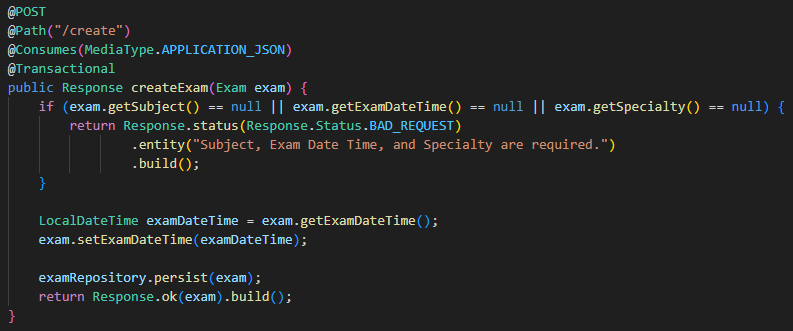 @POST
@Path("/create")
@Consumes(MediaType.APPLICATION_JSON)
@Transactional
public Response createExam(Exam exam) {
    if (exam.getSubject() == null || exam.getExamDateTime() == null || exam.getSpecialty() == null) {
        return Response.status(Response.Status.BAD_REQUEST)
                .entity("Subject, Exam Date Time, and Specialty are required.")
                .build();
    }

    LocalDateTime examDateTime = exam.getExamDateTime();
    exam.setExamDateTime(examDateTime);

    examRepository.persist(exam);
    return Response.ok(exam).build();
}